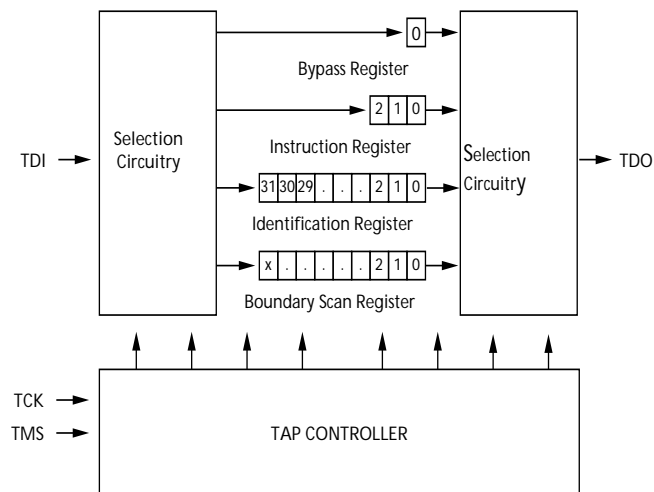 0
Bypass Register
2 1 0
Selection
Circuitry
Instruction Register
Selection
Circuitry
TDI
TDO
31 30 29 . . . 2 1 0
Identification Register
x . . . . . 2 1 0
Boundary Scan Register
TCK
TMS
TAP CONTROLLER